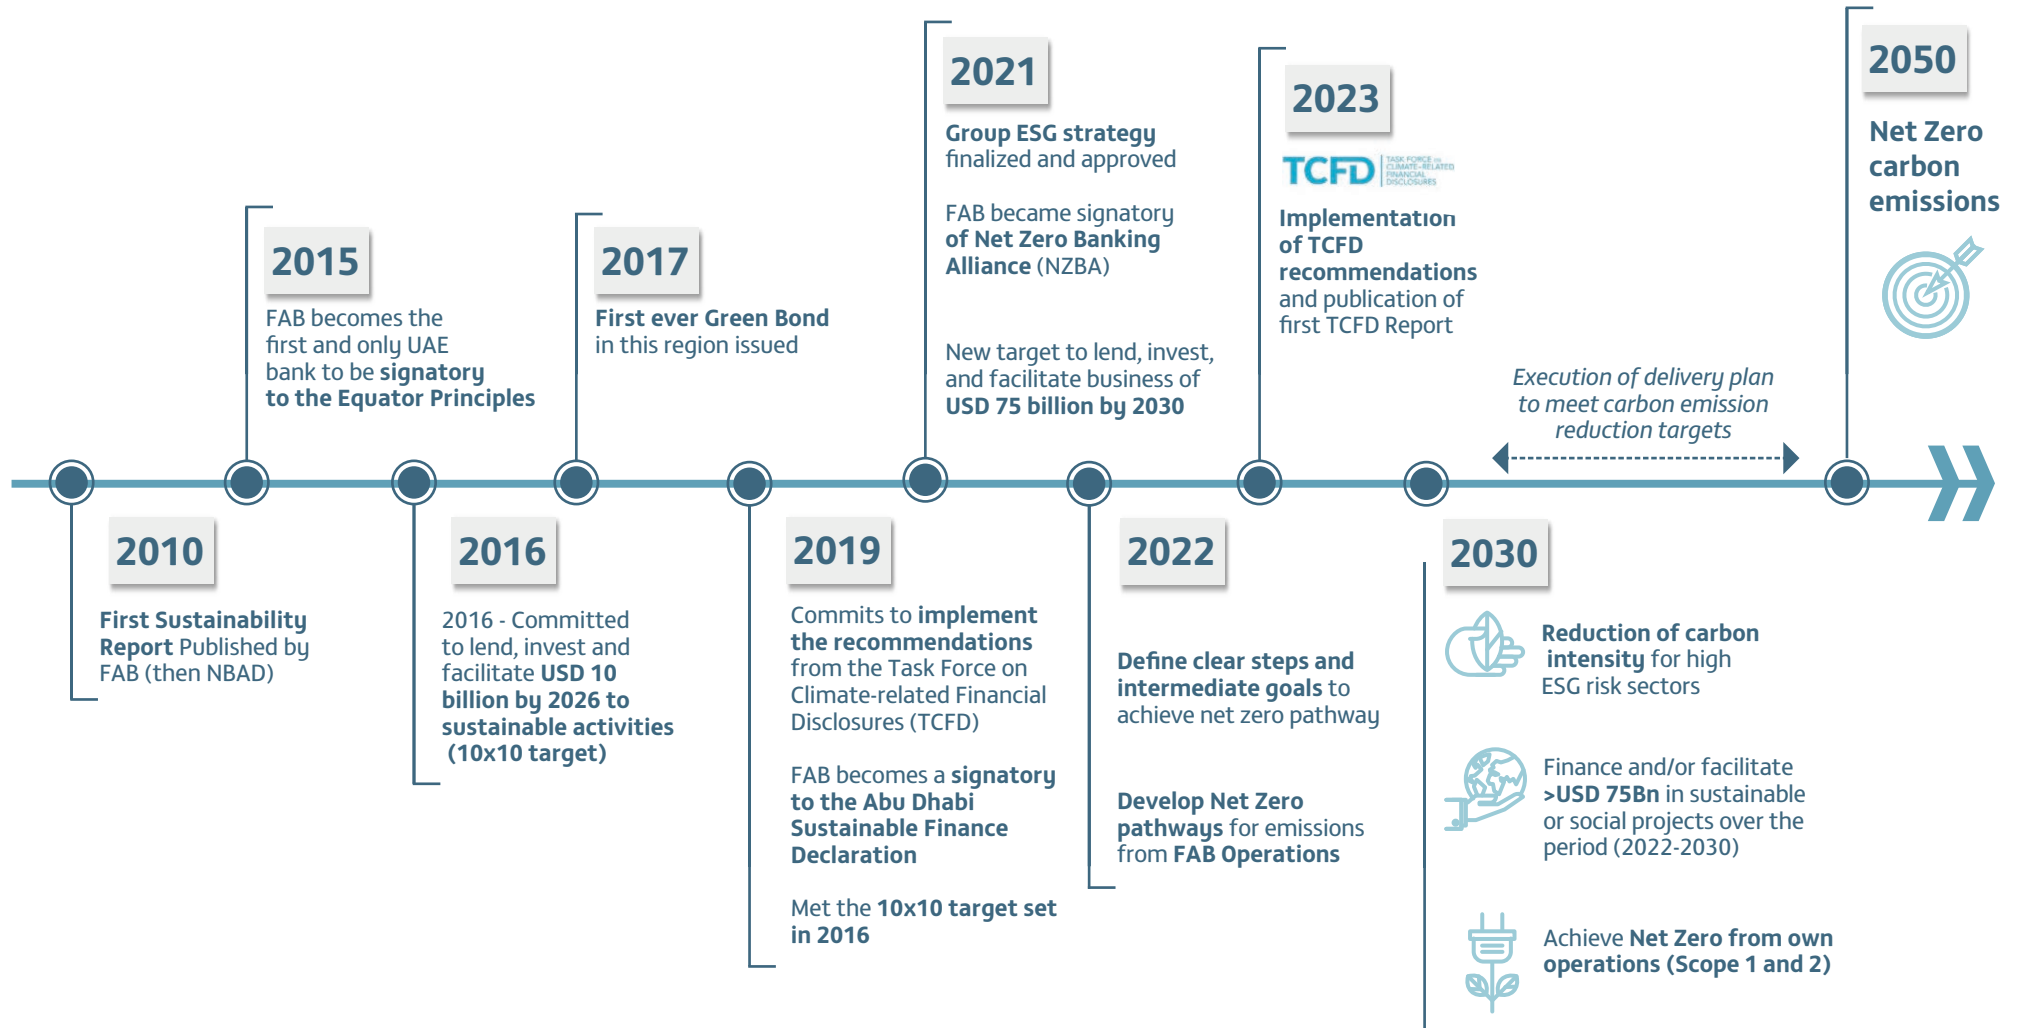 2010
First Sustainability
Report Published by
FAB (then NBAD)
2015
FAB becomes the
first and only UAE
bank to be signatory
to the Equator Principles
2016
2016 - Committed
to lend, invest and
facilitate USD 10
billion by 2026 to
sustainable activities
(10x10 target)
2017
First ever Green Bond
in this region issued
2019
Commits to implement
the recommendations
from the Task Force on
Climate-related Financial
Disclosures (TCFD)
FAB becomes a signatory
to the Abu Dhabi
Sustainable Finance
Declaration
Met the 10x10 target set
in 2016
2021
Group ESG strategy
finalized and approved
FAB became signatory
of Net Zero Banking
Alliance (NZBA)
New target to lend, invest,
and facilitate business of
USD 75 billion by 2030
2022
Define clear steps and
intermediate goals to
achieve net zero pathway
Develop Net Zero
pathways for emissions
from FAB Operations
2023
TCFD
TASK FORCE ON
CLIMATE-RELATED
FINANCIAL
DISCLOSURES
Implementation
of TCFD
recommendations
and publication of
first TCFD Report
2030
Reduction of carbon
intensity for high
ESG risk sectors
Finance and/or facilitate
>USD 75Bn in sustainable
or social projects over the
period (2022-2030)
Achieve Net Zero from own
operations (Scope 1 and 2)
Execution of delivery plan
to meet carbon emission
reduction targets
2050
Net Zero
carbon
emissions